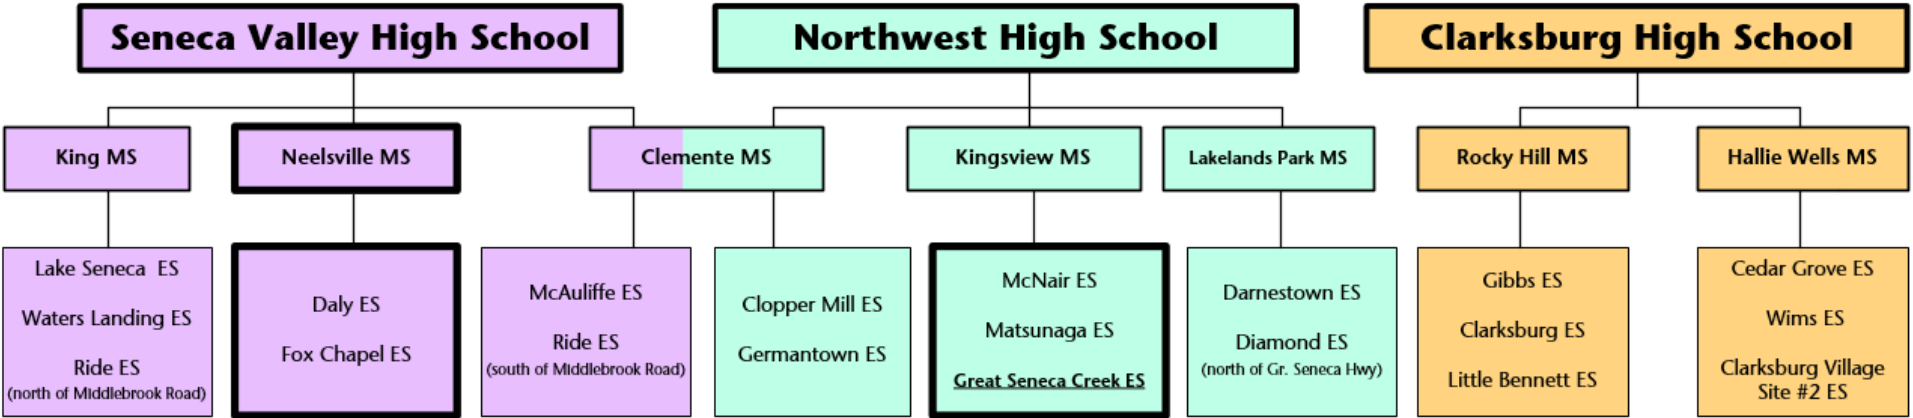 Seneca Valley High School
Northwest High School
Clarksburg High School
King MS
Neelsville MS
Clemente MS
Kingsview MS
Lakelands Park MS
Rocky Hill MS
Hallie Wells MS
Lake Seneca ES
Waters Landing ES
Ride ES
(north of Middlebrook Road)
Daly ES
Fox Chapel ES
McAuliffe ES
Ride ES
(south of Middlebrook Road)
Clopper Mill ES
Germantown ES
McNair ES
Matsunaga ES
Great Seneca Creek ES
Darnestown ES
Diamond ES
(north of Gr. Seneca Hwy)
Gibbs ES
Clarksburg ES
Little Bennett ES
Cedar Grove ES
Wims ES
Clarksburg Village
Site #2 ES